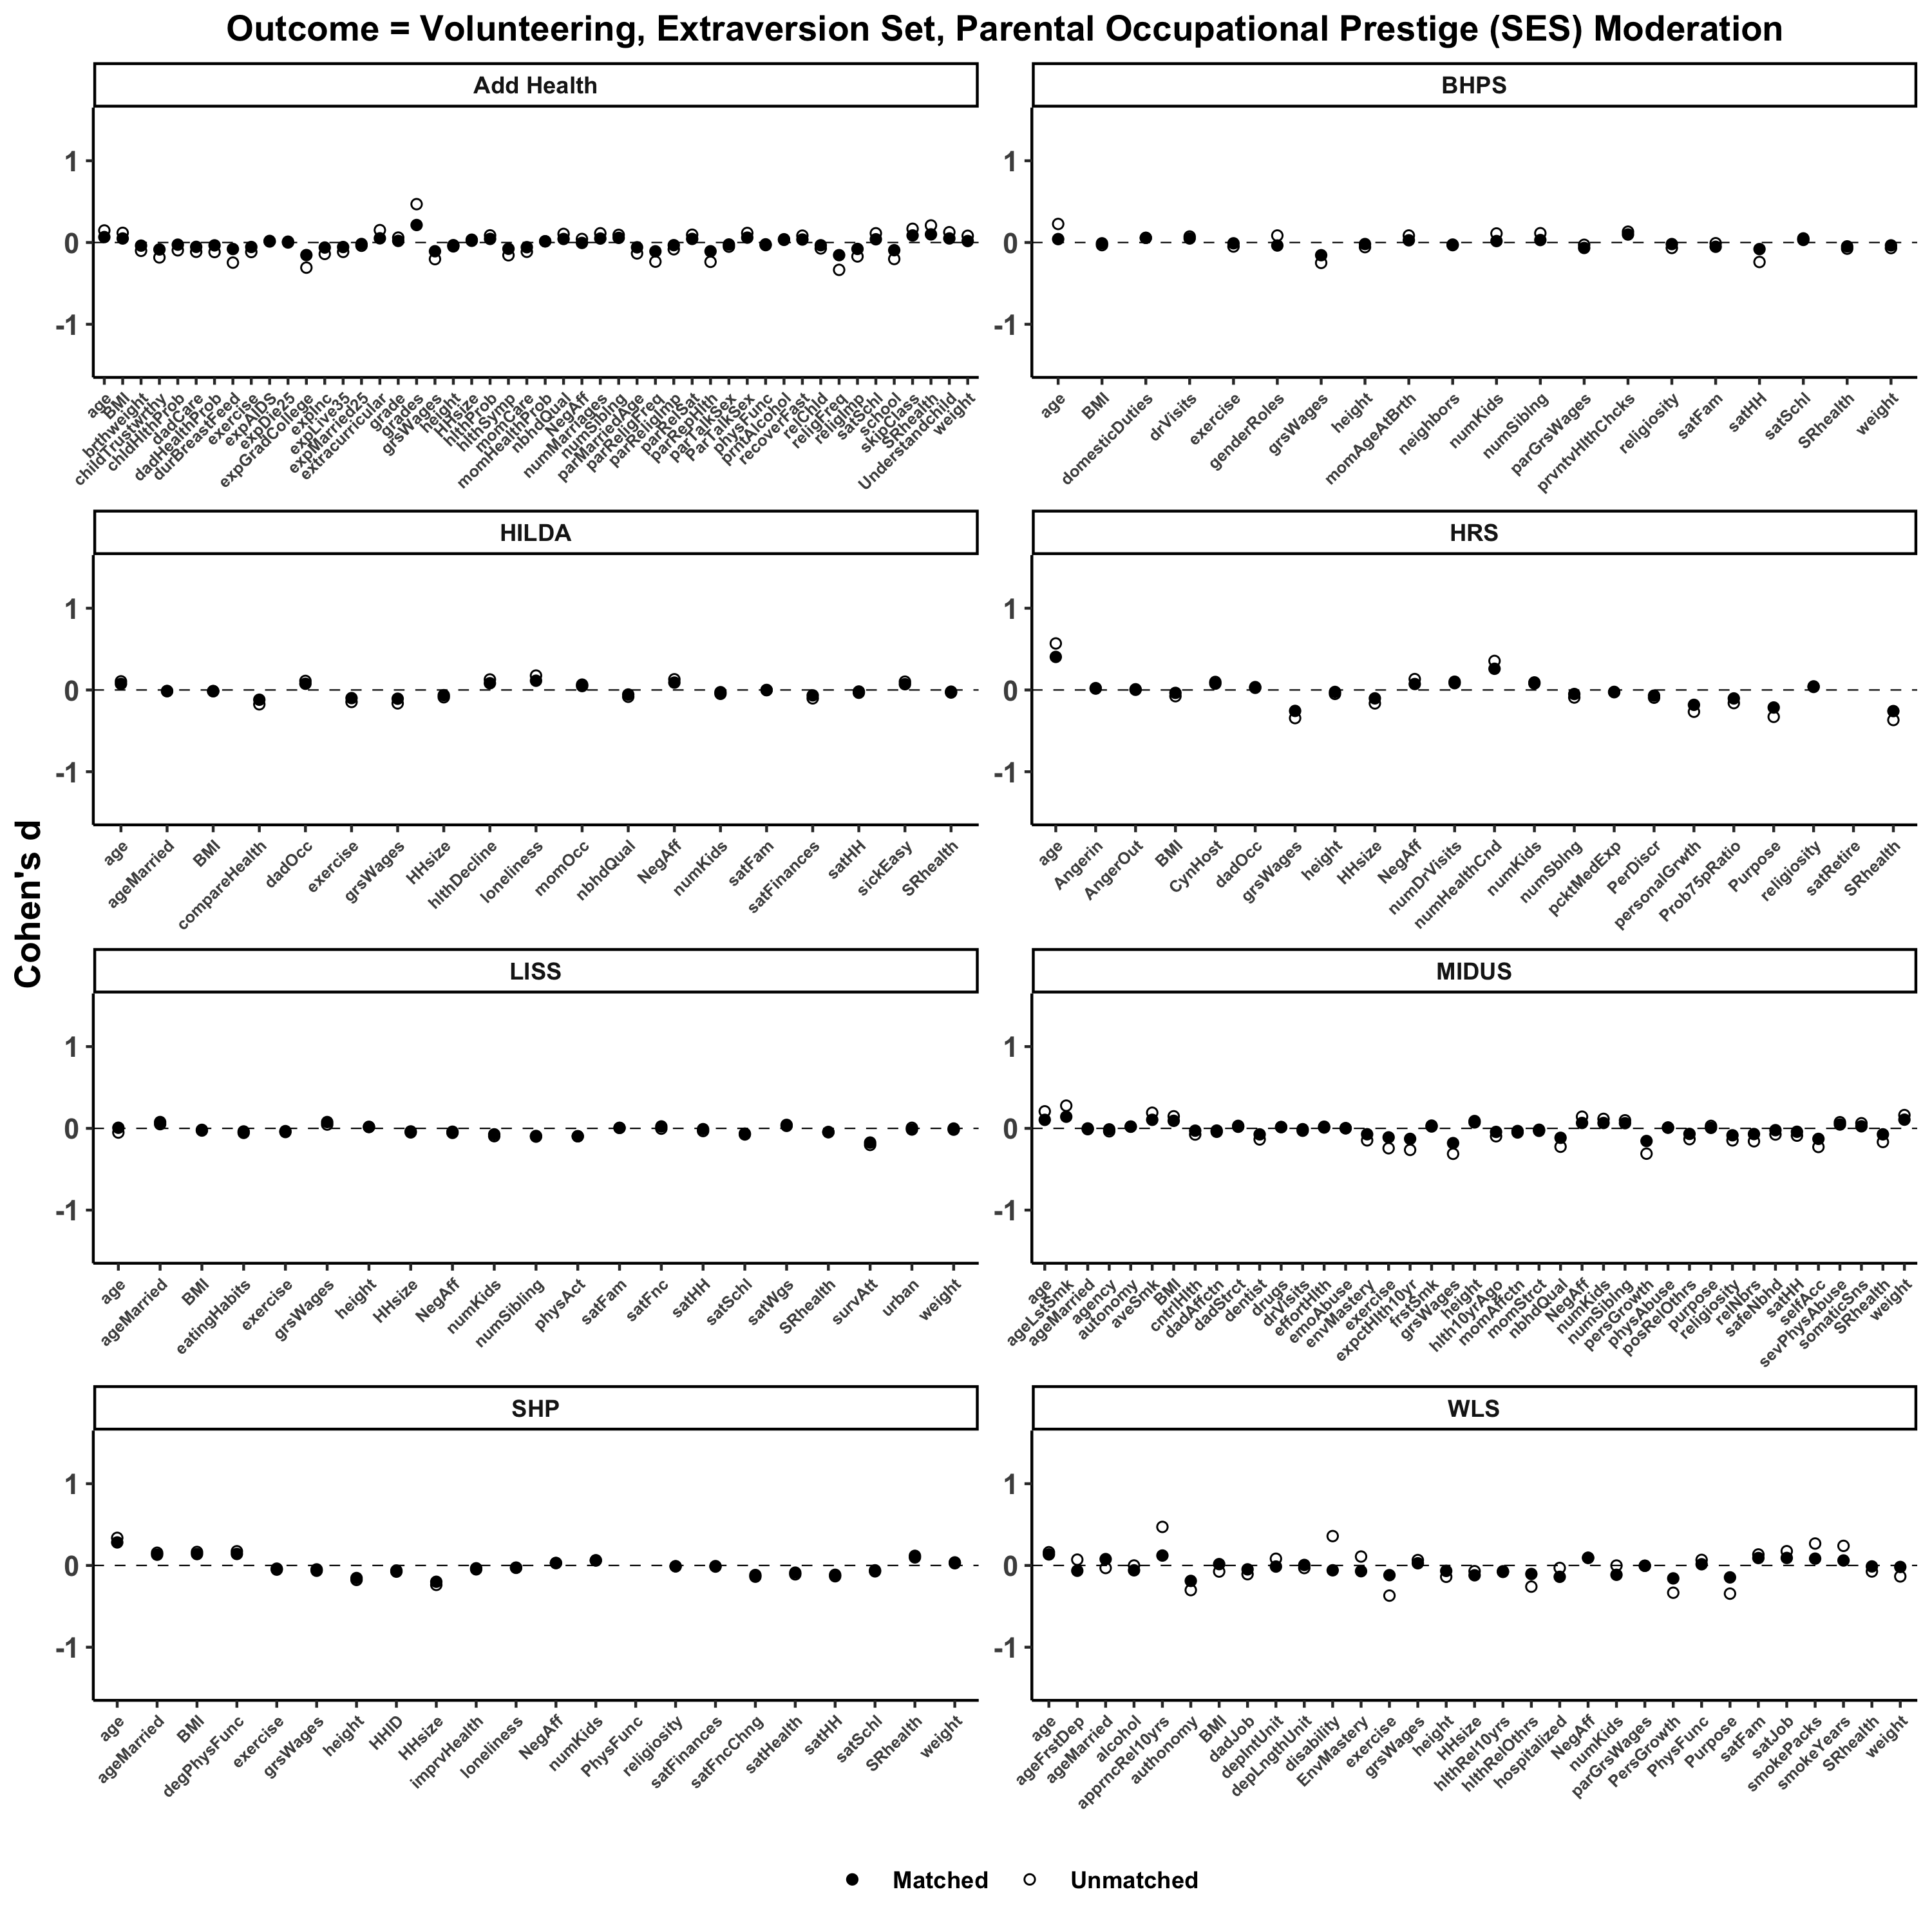 Outcome = Volunteering, Extraversion Set, Parental Occupational Prestige (SES) Moderation
Cohen's d
Add Health
1
0
-1
age
BMI
brthweight
childTrustwrthy
chldHlthProb
dadCare
dadHealthProb
durBreastFeed
exercise
expAIDS
expDie25
expGradCollege
expInc
expLive35
expMarried25
extracurricular
grade
grades
grsWages
height
HHsize
hlthProb
hlthSymp
momCare
momHealthProb
nbhdQual
NegAff
numMarriages
numSiblng
parMarriedAge
parReligFreq
parReligImp
parRelSat
parRepHlth
parTalkSex
ParTalkSex
physFunc
prntAlcohol
recoverFast
relChld
religFreq
religImp
satSchl
school
skipClass
SRhealth
Understandchild
weight
BHPS
1
0
-1
age
BMI
domesticDuties
drVisits
exercise
genderRoles
grsWages
height
momAgeAtBrth
neighbors
numKids
numSiblng
parGrsWages
prvntvHlthChcks
religiosity
satFam
satHH
satSchl
SRhealth
weight
HILDA
1
0
-1
age
ageMarried
BMI
compareHealth
dadOcc
exercise
grsWages
HHsize
hlthDecline
loneliness
momOcc
nbhdQual
NegAff
numKids
satFam
satFinances
satHH
sickEasy
SRhealth
HRS
1
0
-1
age
Angerin
AngerOut
BMI
CynHost
dadOcc
grsWages
height
HHsize
NegAff
numDrVisits
numHealthCnd
numKids
numSblng
pcktMedExp
PerDiscr
personalGrwth
Prob75pRatio
Purpose
religiosity
satRetire
SRhealth
LISS
1
0
-1
age
ageMarried
BMI
eatingHabits
exercise
grsWages
height
HHsize
NegAff
numKids
numSibling
physAct
satFam
satFnc
satHH
satSchl
satWgs
SRhealth
survAtt
urban
weight
MIDUS
1
0
-1
age
ageLstSmk
ageMarried
agency
autonomy
aveSmk
BMI
cntrlHlth
dadAffctn
dadStrct
dentist
drugs
drVisits
effortHlth
emoAbuse
envMastery
exercise
expctHlth10yr
frstSmk
grsWages
height
hlth10yrAgo
momAffctn
momStrct
nbhdQual
NegAff
numKids
numSiblng
persGrowth
physAbuse
posRelOthrs
purpose
religiosity
relNbrs
safeNbhd
satHH
selfAcc
sevPhysAbuse
somaticSns
SRhealth
weight
SHP
1
0
-1
age
ageMarried
BMI
degPhysFunc
exercise
grsWages
height
HHID
HHsize
imprvHealth
loneliness
NegAff
numKids
PhysFunc
religiosity
satFinances
satFncChng
satHealth
satHH
satSchl
SRhealth
weight
WLS
1
0
-1
age
ageFrstDep
ageMarried
alcohol
apprncRel10yrs
authonomy
BMI
dadJob
depIntUnit
depLngthUnit
disability
EnvMastery
exercise
grsWages
height
HHsize
hlthRel10yrs
hlthRelOthrs
hospitalized
NegAff
numKids
parGrsWages
PersGrowth
PhysFunc
Purpose
satFam
satJob
smokePacks
smokeYears
SRhealth
weight
Matched
Unmatched